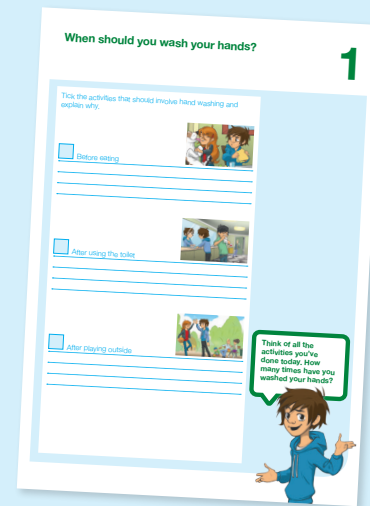 When should you wash your hands?
1
Tick the activities that should involve hand washing and
explain why.
Before eating
After using the toilet
After playing outside
Think of all the
activities you've
done today. How
many times have you
washed your hands?